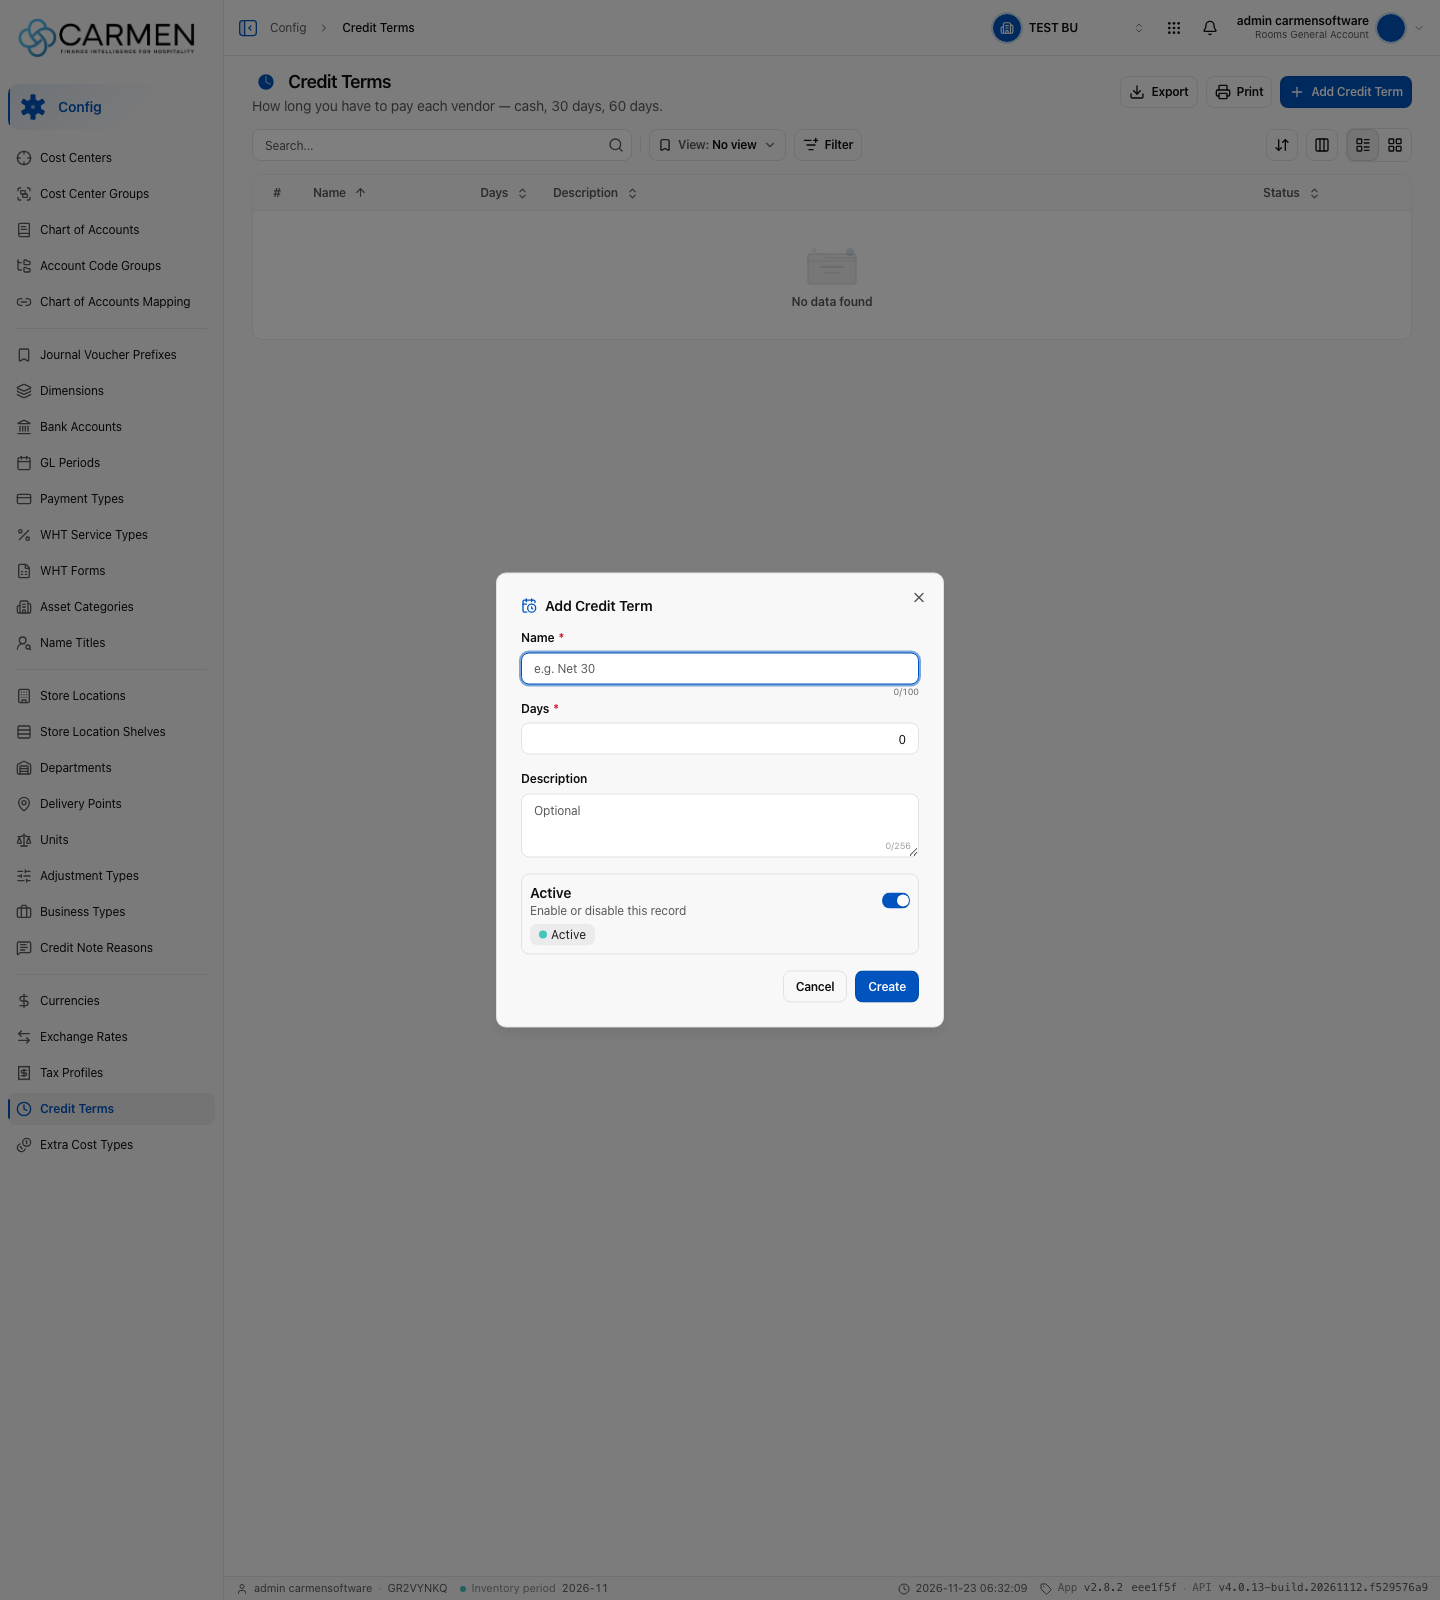 CARMEN
FINANCE INTELLIGENCE FOR HOSPITALITY
Config
Cost Centers
Cost Center Groups
Chart of Accounts
Account Code Groups
Chart of Accounts Mapping
Journal Voucher Prefixes
Dimensions
Bank Accounts
GL Periods
Payment Types
WHT Service Types
WHT Forms
Asset Categories
Name Titles
Store Locations
Store Location Shelves
Departments
Delivery Points
Units
Adjustment Types
Business Types
Credit Note Reasons
Currencies
Exchange Rates
Tax Profiles
Credit Terms
Extra Cost Types
Config > Credit Terms
TEST BU
admin carmensoftware
Rooms General Account
Credit Terms
How long you have to pay each vendor — cash, 30 days, 60 days.
Export
Print
Add Credit Term
Search...
View: No view
Filter
# Name Days Description Status
No data found
Add Credit Term
Name *
e.g. Net 30
0/100
Days *
0
Description
Optional
0/256
Active
Enable or disable this record
Active
Cancel
Create
admin carmensoftware · GR2VYNKQ Inventory period 2026-11
2026-11-23 06:32:09 App v2.8.2 eee1f5f · API v4.0.13-build.20261112.f529576a9